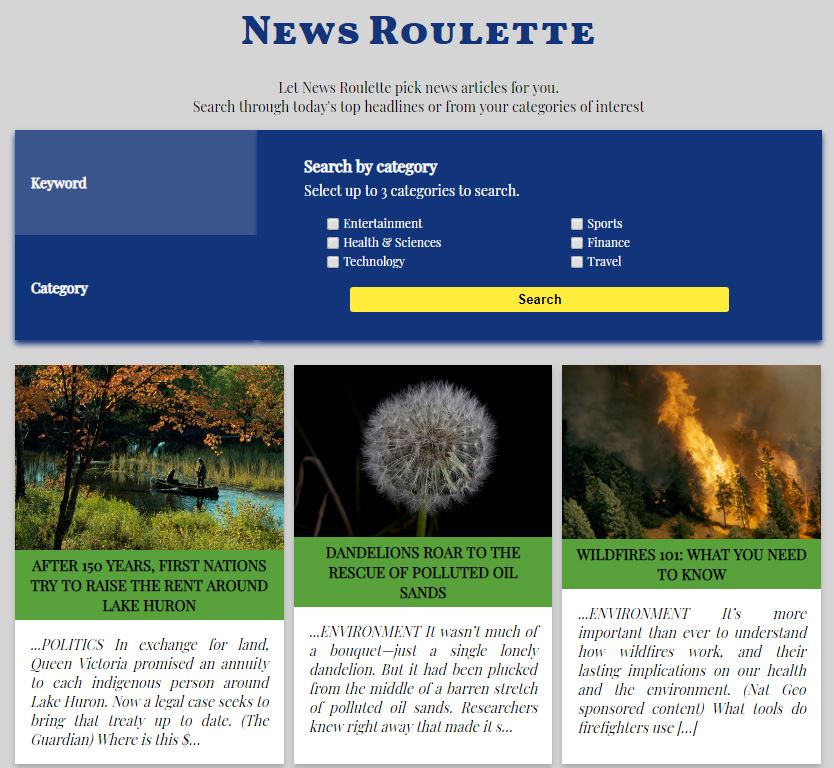 News Roulette
Let News Roulette pick news articles for you.
Search through today's top headlines or from your categories of interest
Keyword
Category
Search by category
Select up to 3 categories to search.
Entertainment
Sports
Health & Sciences
Finance
Technology
Travel
Search
AFTER 150 YEARS, FIRST NATIONS
TRY TO RAISE THE RENT AROUND
LAKE HURON
...POLITICS In exchange for land,
Queen Victoria promised an annuity
to each indigenous person around
Lake Huron. Now a legal case seeks to
bring that treaty up to date. (The
Guardian) Where is this $...
DANDELIONS ROAR TO THE
RESCUE OF POLLUTED OIL
SANDS
...ENVIRONMENT It wasn't much of
a bouquet—just a single lonely
dandelion. But it had been plucked
from the middle of a barren stretch
of polluted oil sands. Researchers
knew right away that made it s...
WILDFIRES 101: WHAT YOU NEED
TO KNOW
...ENVIRONMENT It's more
important than ever to understand
how wildfires work, and their
lasting implications on our health
and the environment. (Nat Geo
sponsored content) What tools do
firefighters use [...]